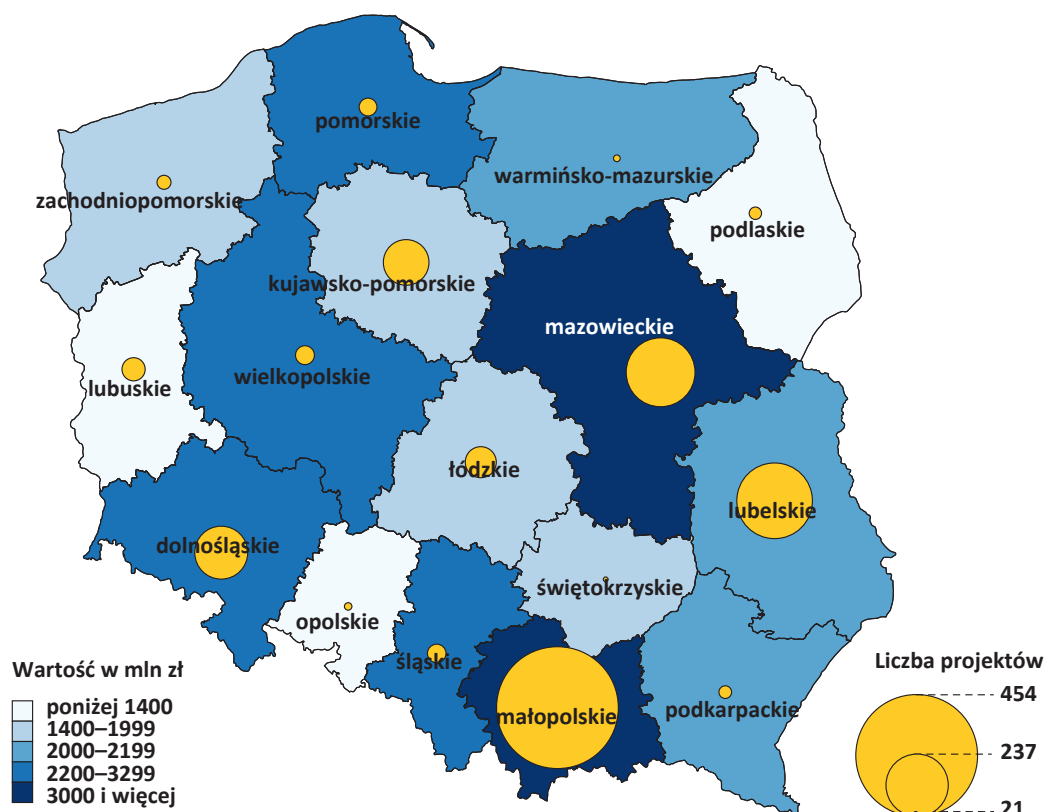 pomorskie
warmińsko-mazurskie
zachodniopomorskie
podlaskie
kujawsko-pomorskie
mazowieckie
wielkopolskie
lubuskie
łódzkie
lubelskie
dolnośląskie
świętokrzyskie
opolskie
śląskie
małopolskie
podkarpackie
Wartość w mln zł
poniżej 1400
1400–1999
2000–2199
2200–3299
3000 i więcej
Liczba projektów
454
237
21